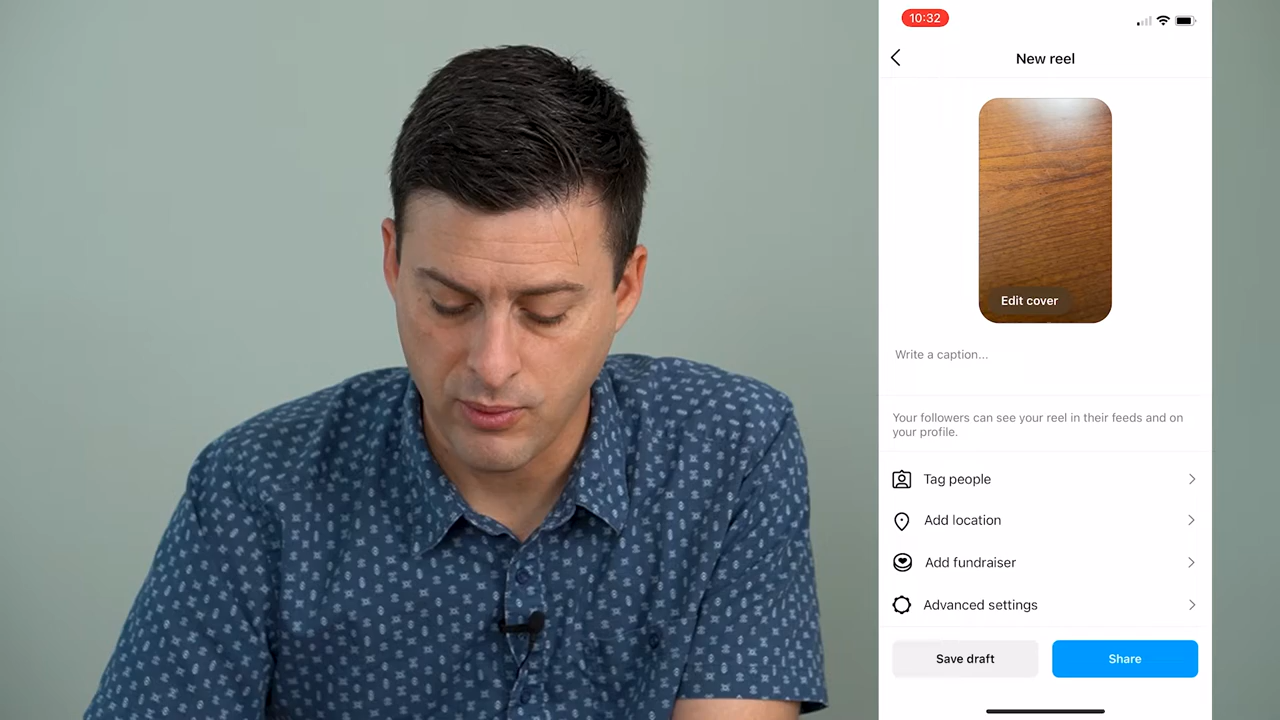 10:32
New reel
Edit cover
Write a caption...
Your followers can see your reel in their feeds and on
your profile.
Tag people
Add location
Add fundraiser
Advanced settings
Save draft
Share